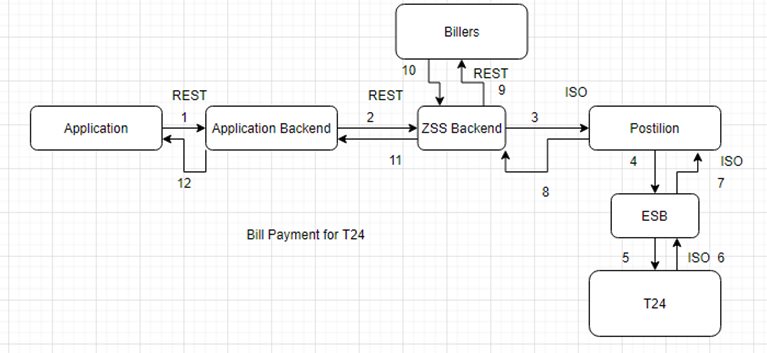 Billers
10
REST
9
REST
REST
ISO
1
2
3
Application
Application Backend
ZSS Backend
Postilion
11
4
ISO
12
8
7
ESB
Bill Payment for T24
5
ISO 6
T24